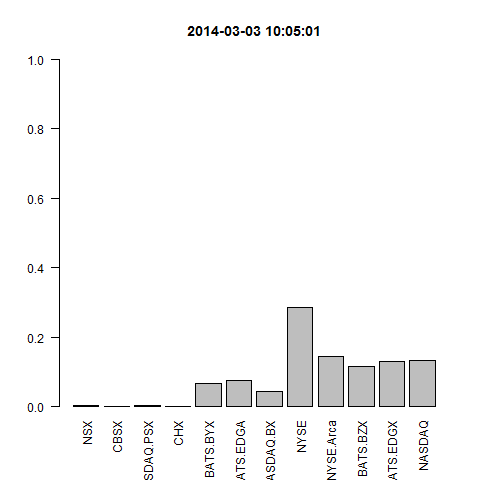 2014-03-03 10:05:01
1.0
0.8
0.6
0.4
0.2
0.0
NSX
CBSX
SDAQ.PSX
CHX
BATS.BYX
ATS.EDGA
ASDAQ.BX
NYSE
NYSE.Arca
BATS.BZX
ATS.EDGX
NASDAQ